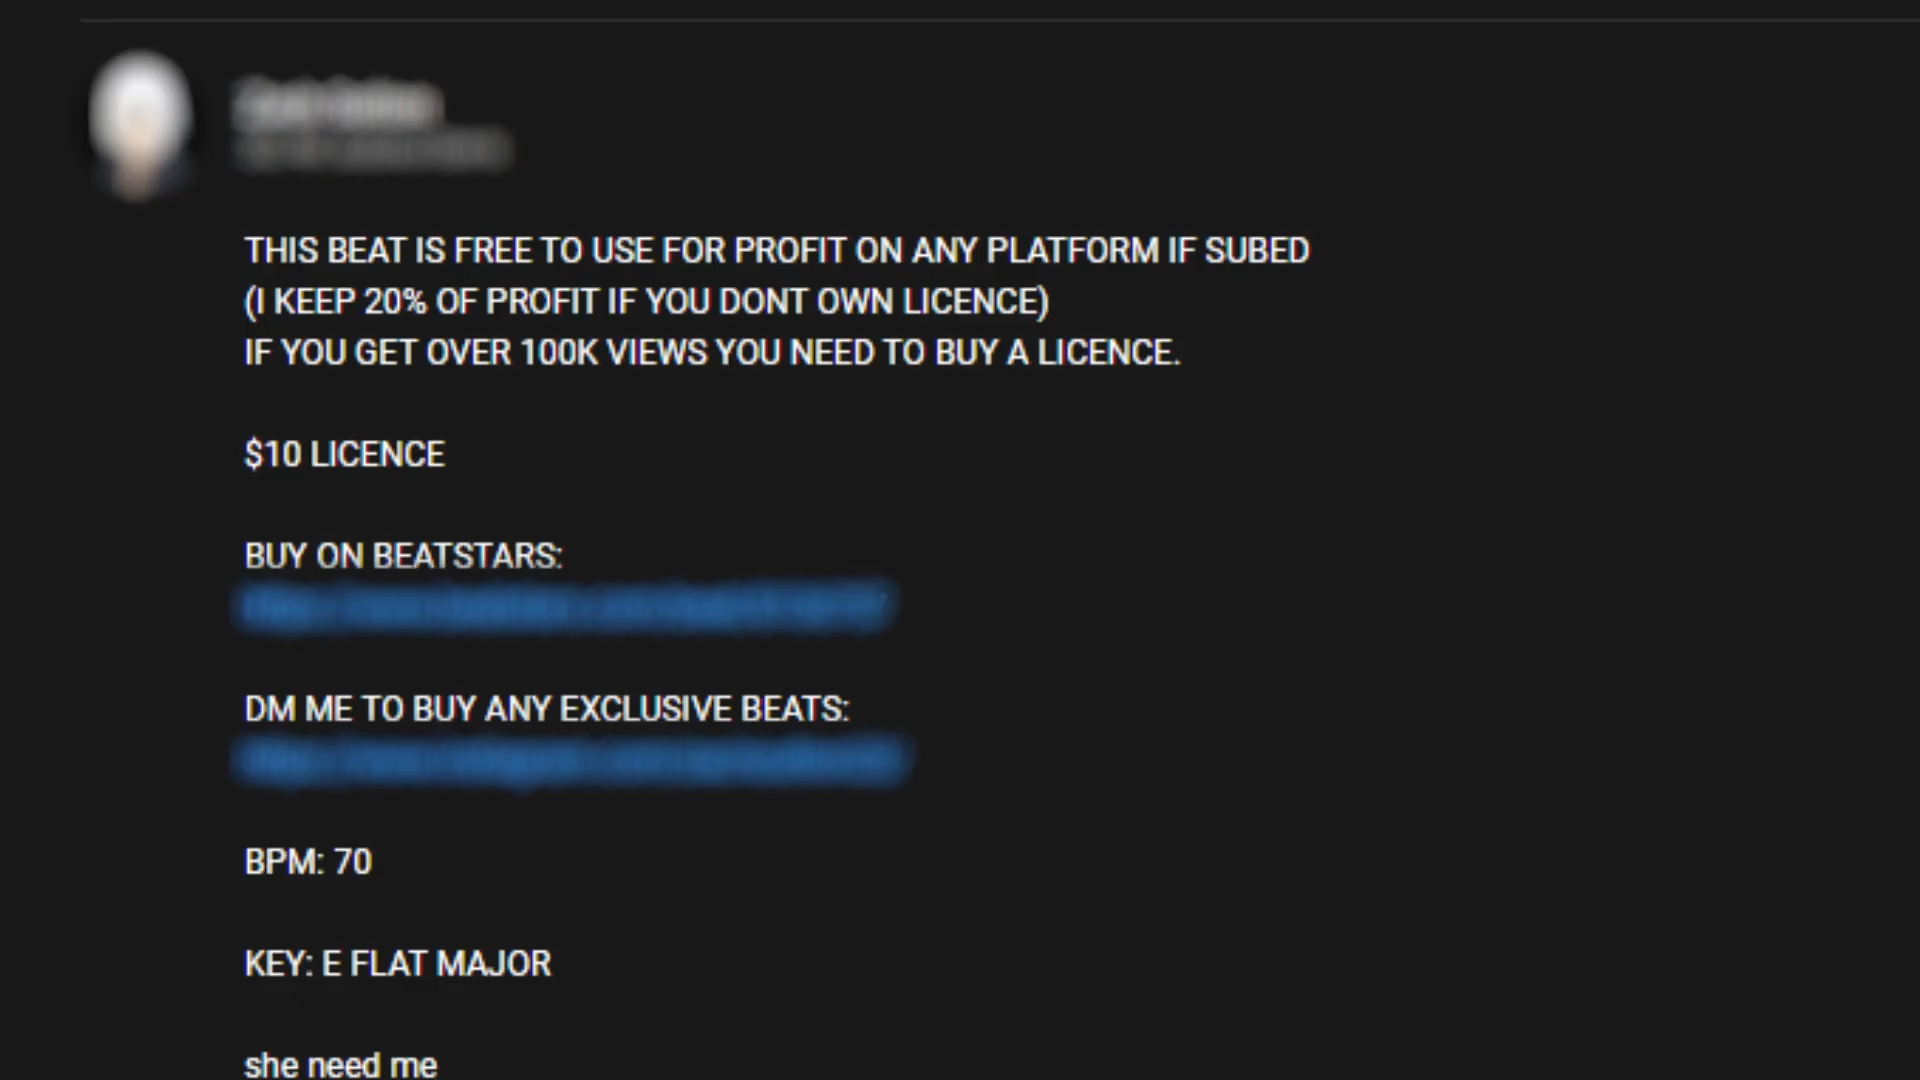 THIS BEAT IS FREE TO USE FOR PROFIT ON ANY PLATFORM IF SUBED
(I KEEP 20% OF PROFIT IF YOU DONT OWN LICENCE)
IF YOU GET OVER 100K VIEWS YOU NEED TO BUY A LICENCE.
$10 LICENCE
BUY ON BEATSTARS:
DM ME TO BUY ANY EXCLUSIVE BEATS:
BPM: 70
KEY: E FLAT MAJOR
she need me